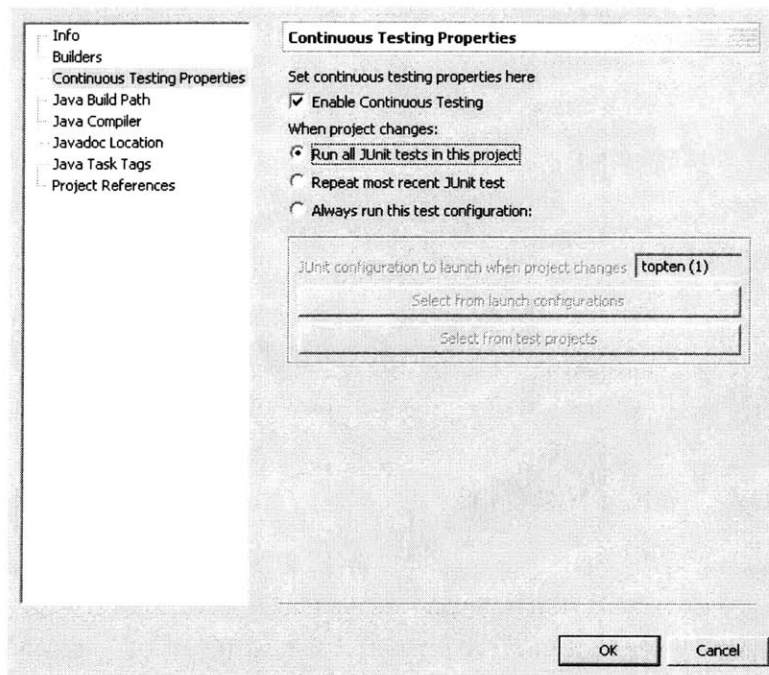 Info
Builders
Continuous Testing Properties
Java Build Path
Java Compiler
Javadoc Location
Java Task Tags
Project References
Continuous Testing Properties
Set continuous testing properties here
Enable Continuous Testing
When project changes:
Run all JUnit tests in this project
Repeat most recent JUnit test
Always run this test configuration:
JUnit configuration to launch when project changes topten (1)
Select from launch configurations
Select from test projects
OK Cancel